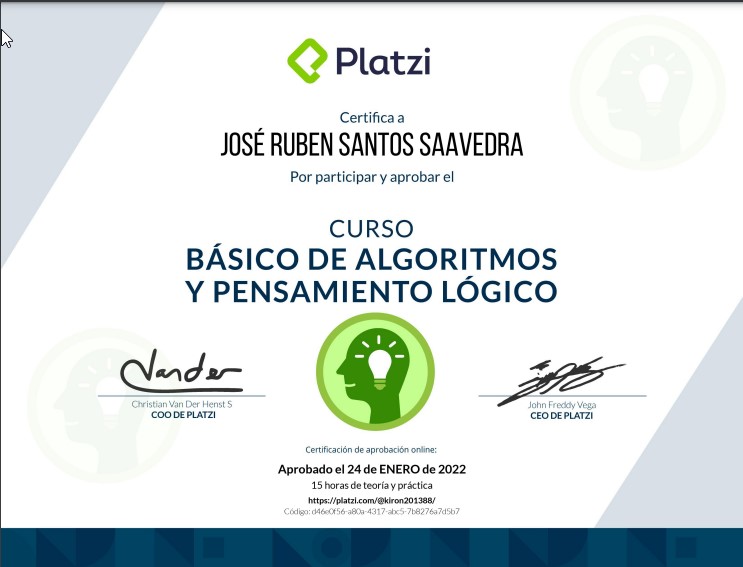 Platzi
Certifica a
JOSÉ RUBEN SANTOS SAAVEDRA
Por participar y aprobar el
CURSO
BÁSICO DE ALGORITMOS
Y PENSAMIENTO LÓGICO
Vander
Christian Van Der Henst S
COO DE PLATZI
John Freddy Vega
CEO DE PLATZI
Certificación de aprobación online:
Aprobado el 24 de ENERO de 2022
15 horas de teoría y práctica
https://platzi.com/@kiron201388/
Código: d46e0f56-a80a-4317-abc5-7b8276a7d5b7